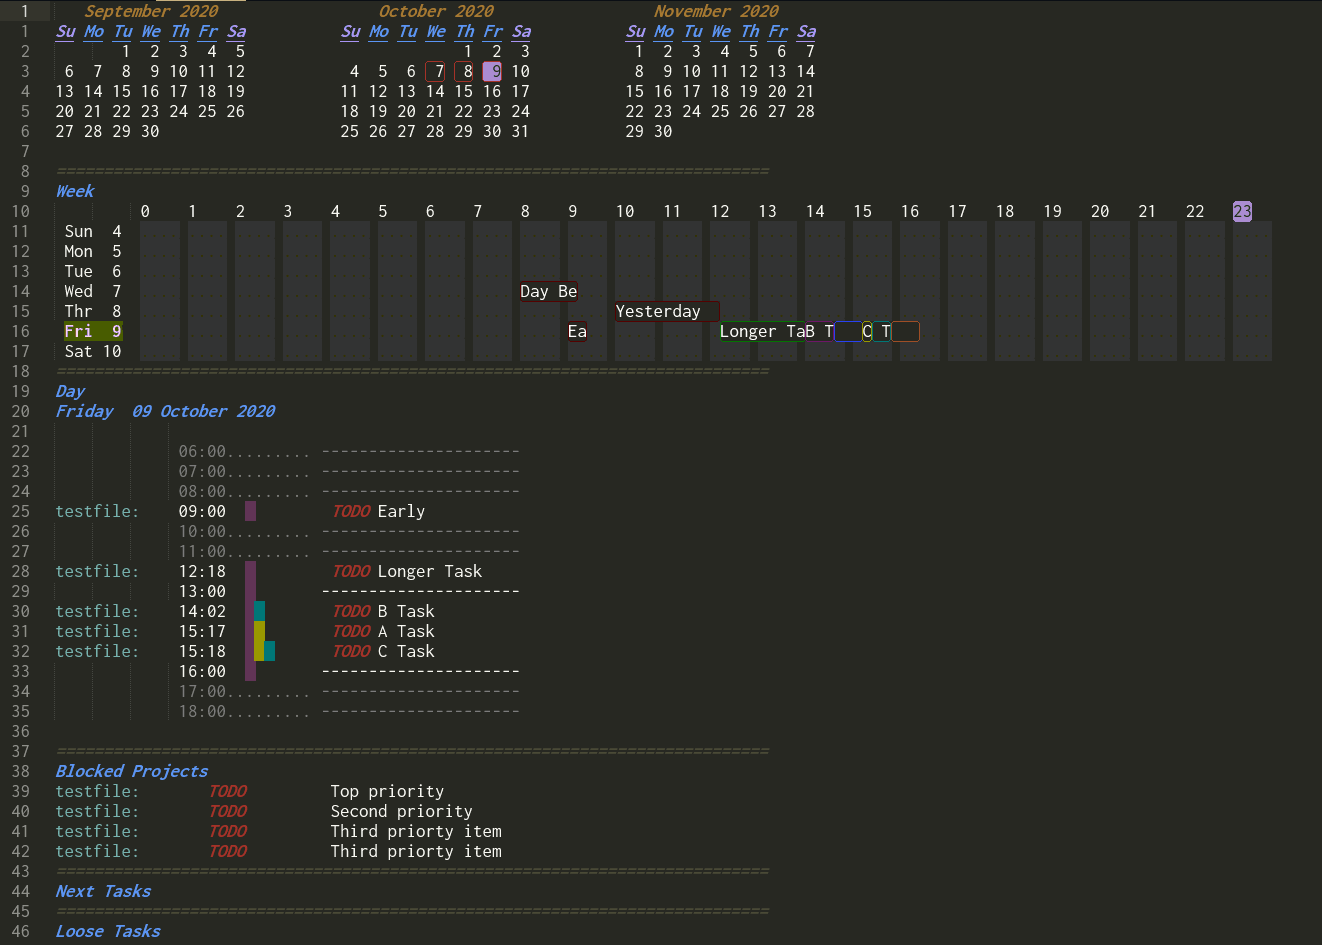 1 September 2020 October 2020 November 2020
1 Su Mo Tu We Th Fr Sa Su Mo Tu We Th Fr Sa Su Mo Tu We Th Fr Sa
2 1 2 3 4 5 1 2 3 1 2 3 4 5 6 7
3 6 7 8 9 10 11 12 4 5 6 7 8 9 10 8 9 10 11 12 13 14
4 13 14 15 16 17 18 19 11 12 13 14 15 16 17 15 16 17 18 19 20 21
5 20 21 22 23 24 25 26 18 19 20 21 22 23 24 22 23 24 25 26 27 28
6 27 28 29 30 25 26 27 28 29 30 31 29 30
7
8 ===========================================================================
9 Week
10 0 1 2 3 4 5 6 7 8 9 10 11 12 13 14 15 16 17 18 19 20 21 22 23
11 Sun 4
12 Mon 5
13 Tue 6
14 Wed 7 Day Be
15 Thr 8 Yesterday
16 Fri 9 Ea Longer TaB T C T
17 Sat 10
18 ===========================================================================
19 Day
20 Friday 09 October 2020
21
22 06:00......... ---------------------
23 07:00......... ---------------------
24 08:00......... ---------------------
25 testfile: 09:00 TODO Early
26 10:00......... ---------------------
27 11:00......... ---------------------
28 testfile: 12:18 TODO Longer Task
29 13:00 ---------------------
30 testfile: 14:02 TODO B Task
31 testfile: 15:17 TODO A Task
32 testfile: 15:18 TODO C Task
33 16:00 ---------------------
34 17:00......... ---------------------
35 18:00......... ---------------------
36
37 ===========================================================================
38 Blocked Projects
39 testfile: TODO Top priority
40 testfile: TODO Second priority
41 testfile: TODO Third priorty item
42 testfile: TODO Third priorty item
43 ===========================================================================
44 Next Tasks
45 ===========================================================================
46 Loose Tasks